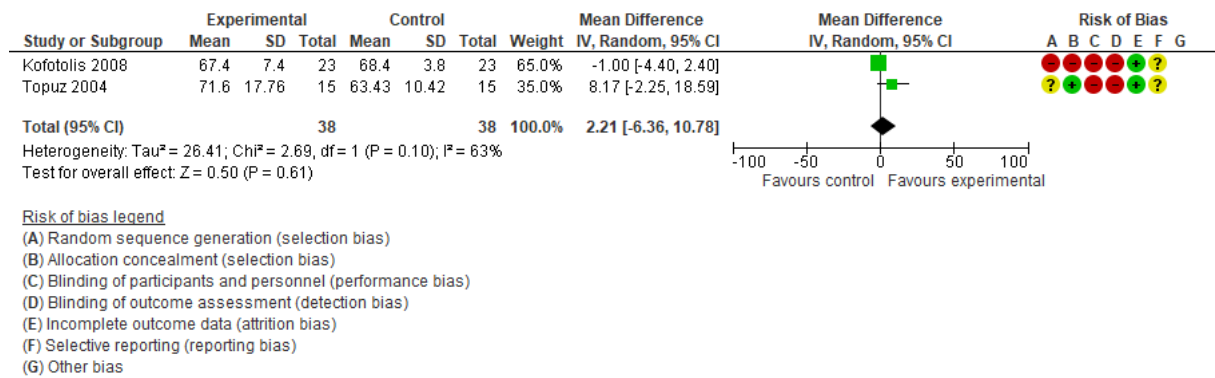 Experimental Control Mean Difference Mean Difference Risk of Bias
Study or Subgroup Mean SD Total Mean SD Total Weight IV, Random, 95% CI IV, Random, 95% CI A B C D E F G
Kofotolis 2008 67.4 7.4 23 68.4 3.8 23 65.0% -1.00 [-4.40, 2.40] - - - - + ?
Topuz 2004 71.6 17.76 15 63.43 10.42 15 35.0% 8.17 [-2.25, 18.59] ? + - - + ?
Total (95% CI) 38 38 100.0% 2.21 [-6.36, 10.78]
Heterogeneity: Tau² = 26.41; Chi² = 2.69, df = 1 (P = 0.10); I² = 63%
Test for overall effect: Z = 0.50 (P = 0.61)
-100 -50 0 50 100
Favours control Favours experimental
Risk of bias legend
(A) Random sequence generation (selection bias)
(B) Allocation concealment (selection bias)
(C) Blinding of participants and personnel (performance bias)
(D) Blinding of outcome assessment (detection bias)
(E) Incomplete outcome data (attrition bias)
(F) Selective reporting (reporting bias)
(G) Other bias